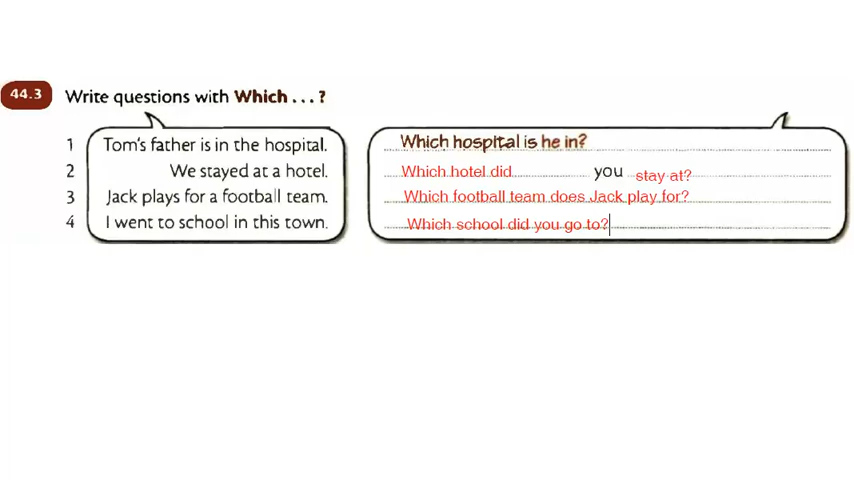 44.3 Write questions with Which . . . ?
1 Tom's father is in the hospital. Which hospital is he in?
2 We stayed at a hotel. Which hotel did you stay at?
3 Jack plays for a football team. Which football team does Jack play for?
4 I went to school in this town. Which school did you go to?